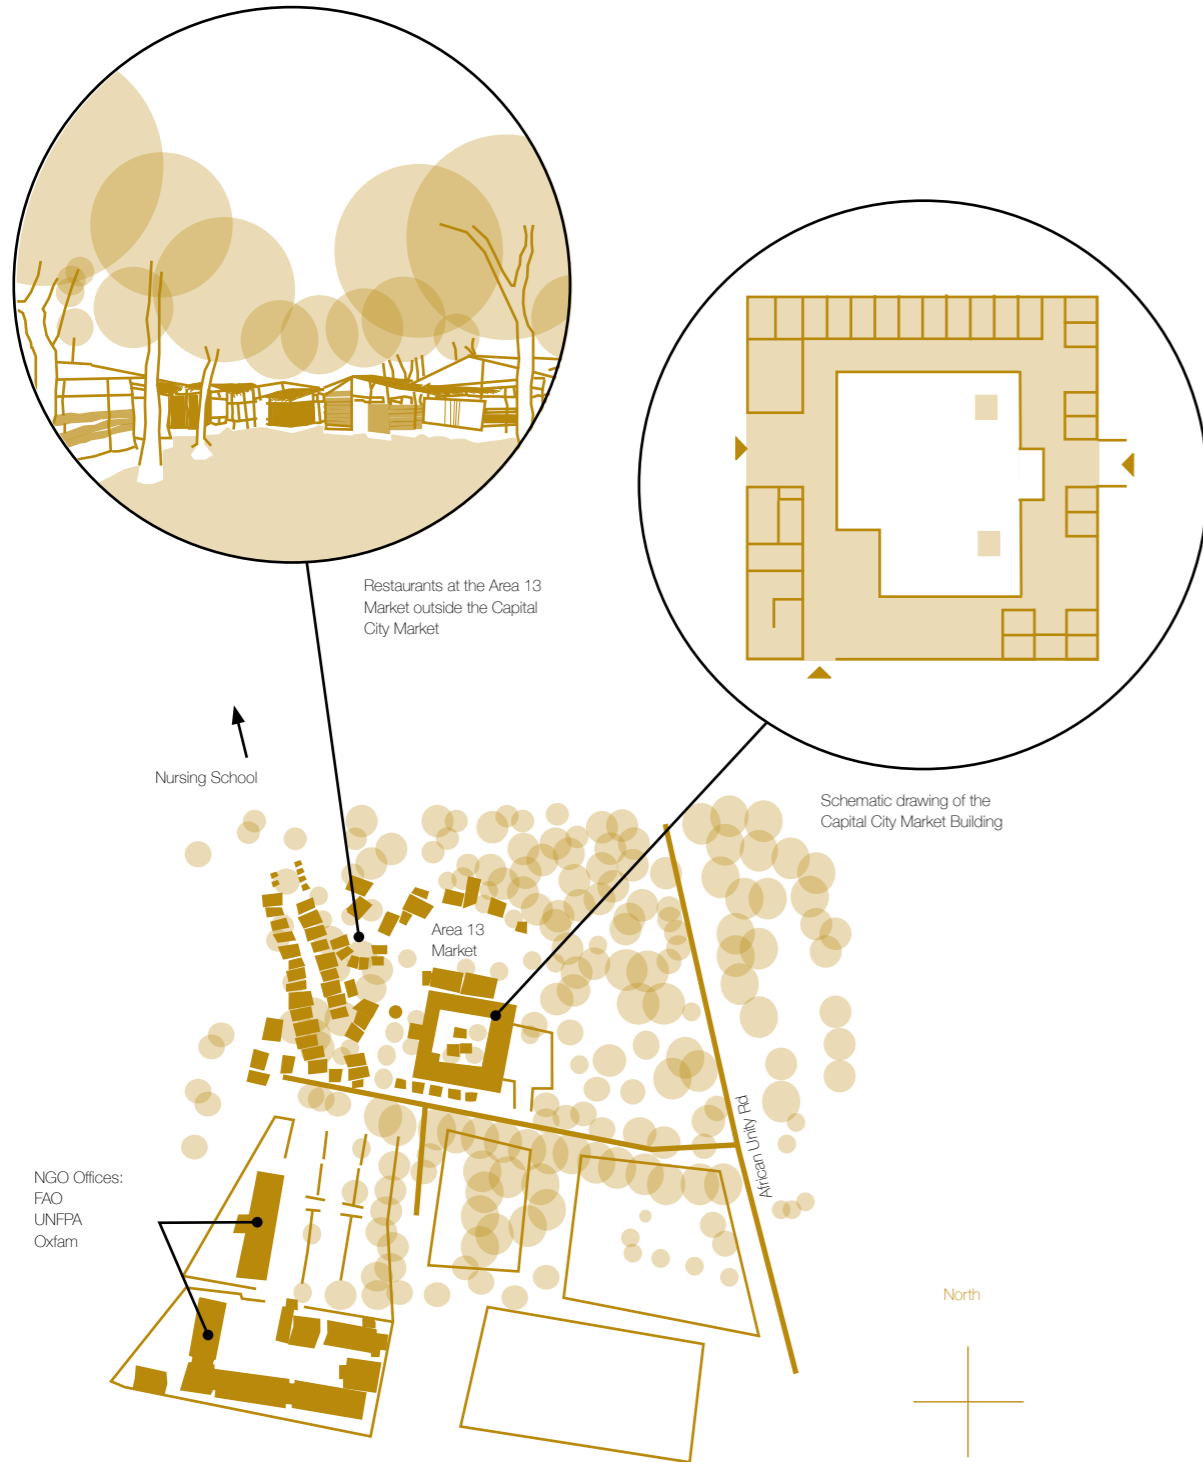 Restaurants at the Area 13
Market outside the Capital
City Market
Nursing School
Schematic drawing of the
Capital City Market Building
Area 13
Market
African Unity Rd
NGO Offices:
FAO
UNFPA
Oxfam
North